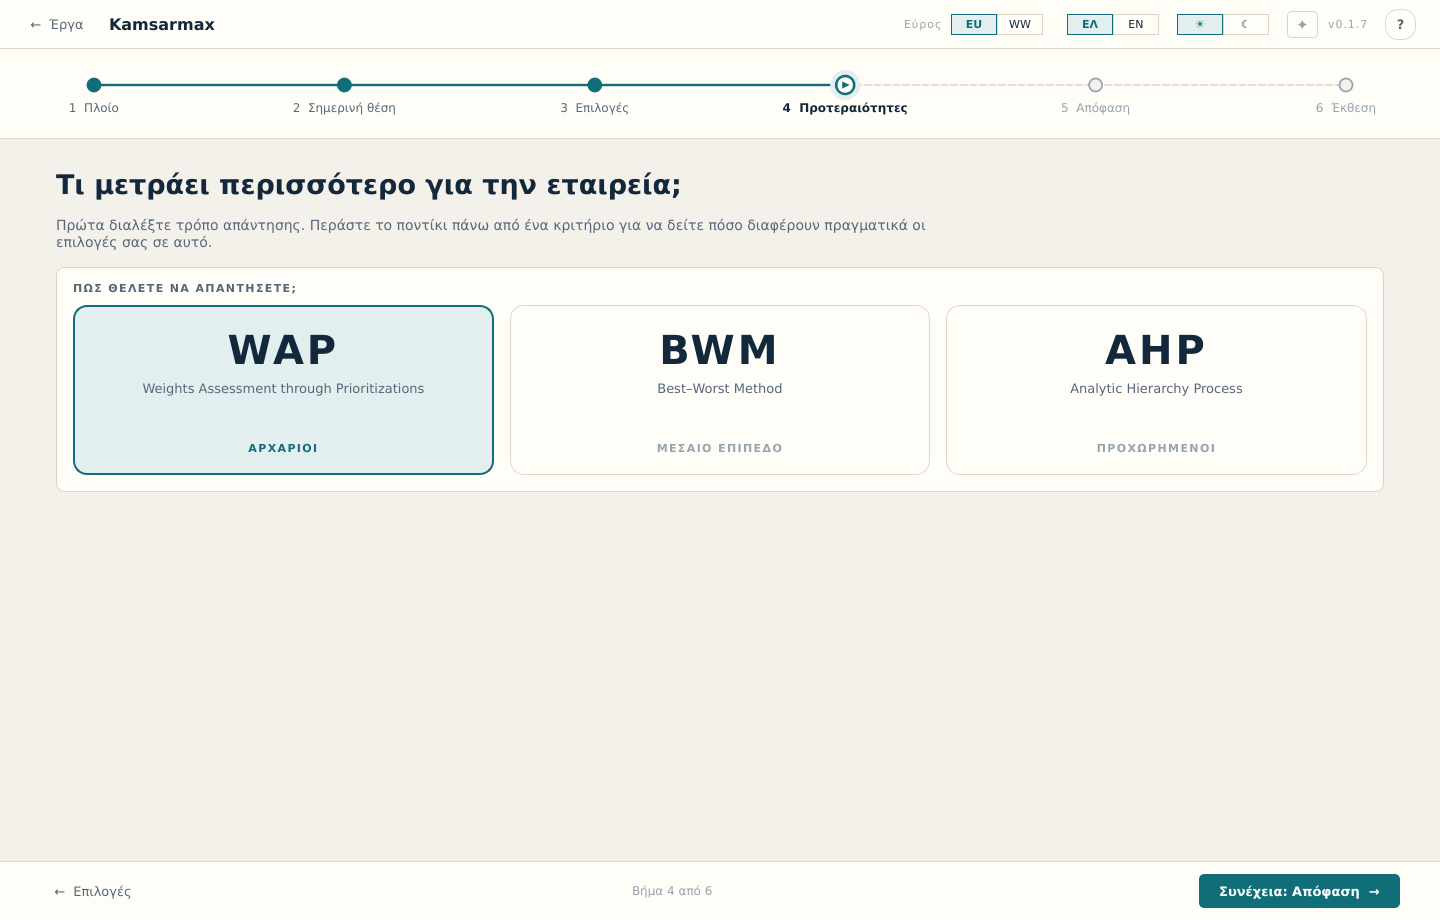 ← Έργα Kamsarmax Εύρος EU WW ΕΛ EN ☀ ☾ ✦ v0.1.7 ?
1 Πλοίο 2 Σημερινή θέση 3 Επιλογές 4 Προτεραιότητες 5 Απόφαση 6 Έκθεση
Τι μετράει περισσότερο για την εταιρεία;
Πρώτα διαλέξτε τρόπο απάντησης. Περάστε το ποντίκι πάνω από ένα κριτήριο για να δείτε πόσο διαφέρουν πραγματικά οι
επιλογές σας σε αυτό.
ΠΩΣ ΘΕΛΕΤΕ ΝΑ ΑΠΑΝΤΗΣΕΤΕ;
WAP
Weights Assessment through Prioritizations
ΑΡΧΑΡΙΟΙ
BWM
Best–Worst Method
ΜΕΣΑΙΟ ΕΠΙΠΕΔΟ
AHP
Analytic Hierarchy Process
ΠΡΟΧΩΡΗΜΕΝΟΙ
← Επιλογές Βήμα 4 από 6 Συνέχεια: Απόφαση →